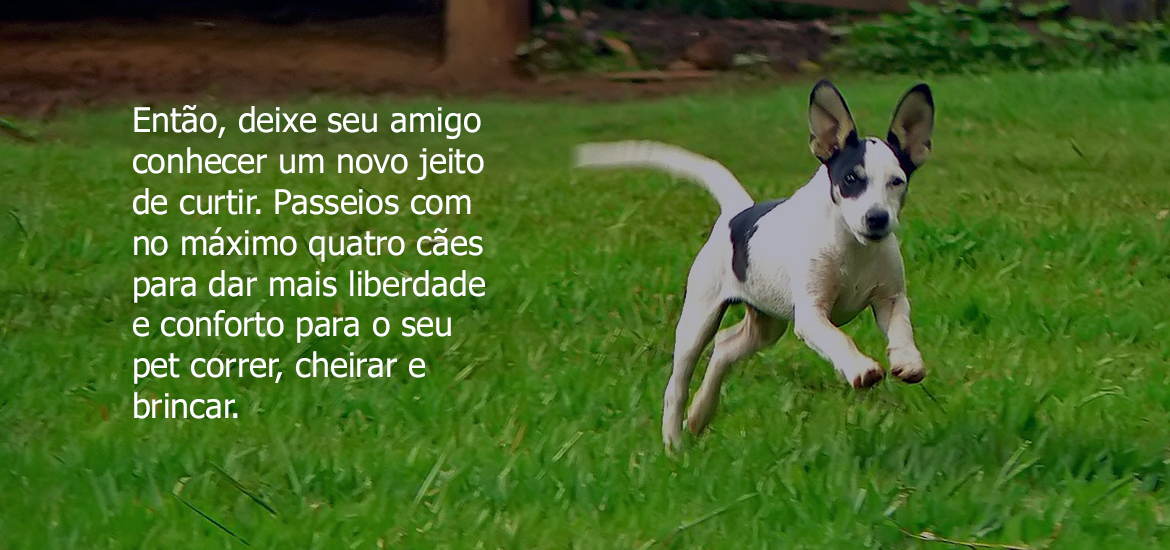 Então, deixe seu amigo
conhecer um novo jeito
de curtir. Passeios com
no máximo quatro cães
para dar mais liberdade
e conforto para o seu
pet correr, cheirar e
brincar.